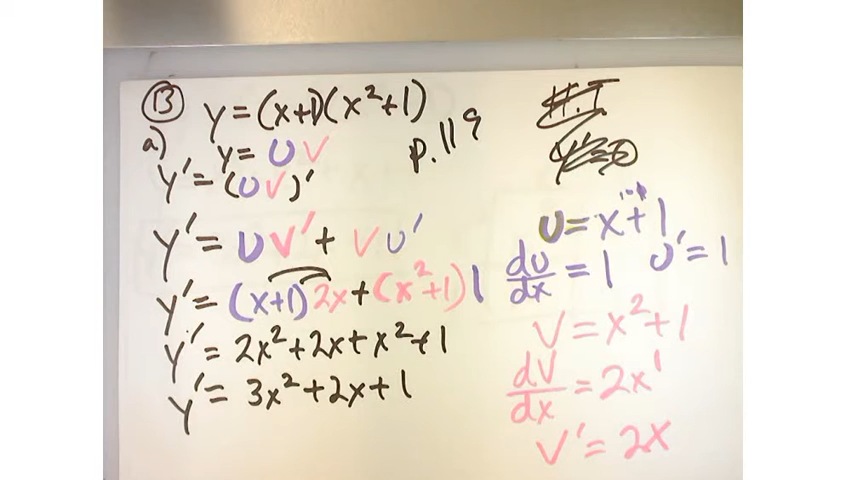 13 y=(x+1)(x²+1)
a) y=UV
p.119
y'=(UV)'
y'=UV'+VU'
y'=(x+1)2x+(x²+1)1
y'=2x²+2x+x²+1
y'=3x²+2x+1
U=x+1
du/dx=1 U'=1
V=x²+1
dV/dx=2x¹
V'=2x